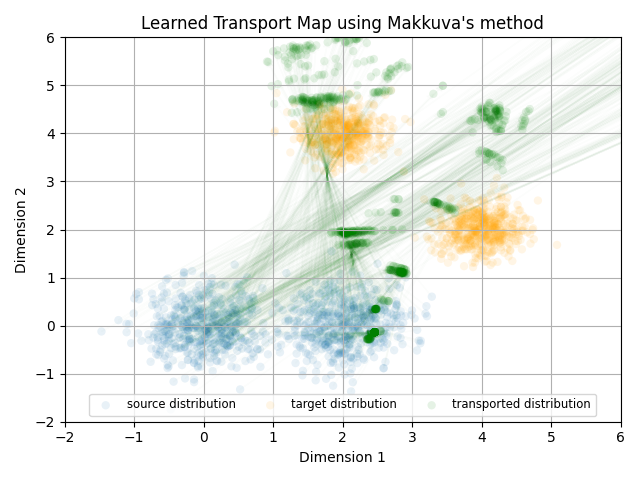 Learned Transport Map using Makkuva's method
6
5
4
3
2
1
0
−1
−2
Dimension 2
source distribution target distribution transported distribution
−2 −1 0 1 2 3 4 5 6
Dimension 1